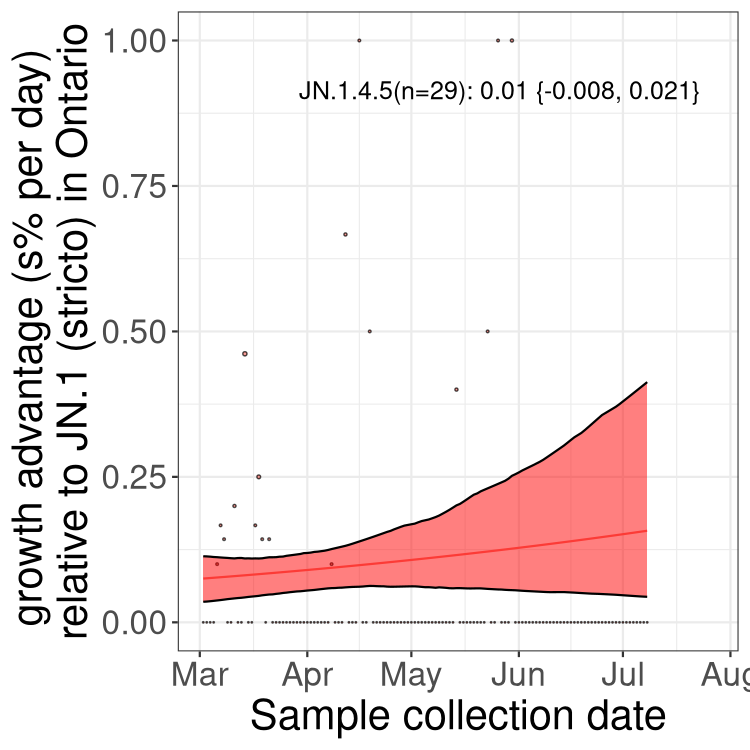 growth advantage (s% per day)
relative to JN.1 (stricto) in Ontario
1.00
0.75
0.50
0.25
0.00
JN.1.4.5(n=29): 0.01 {-0.008, 0.021}
Mar Apr May Jun Jul Aug
Sample collection date